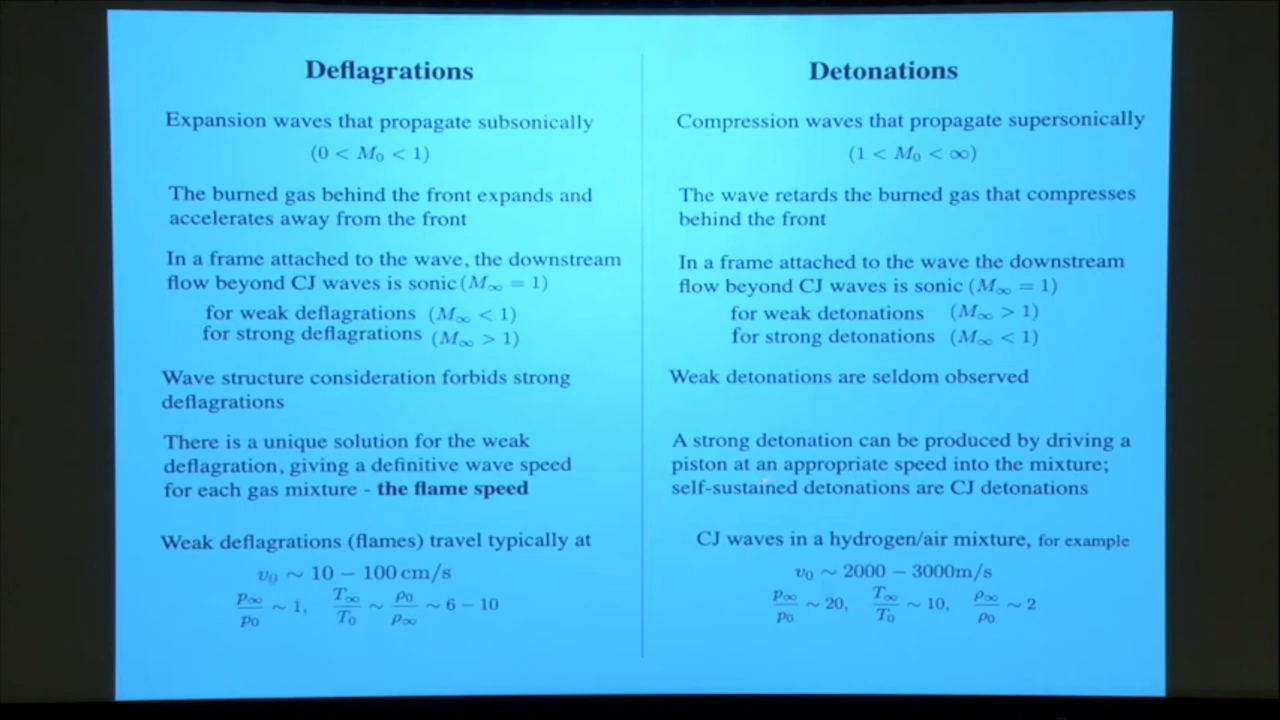 Deflagrations
Expansion waves that propagate subsonically
(0 < M₀ < 1)
The burned gas behind the front expands and
accelerates away from the front
In a frame attached to the wave, the downstream
flow beyond CJ waves is sonic (M∞ = 1)
for weak deflagrations (M∞ < 1)
for strong deflagrations (M∞ > 1)
Wave structure consideration forbids strong
deflagrations
There is a unique solution for the weak
deflagration, giving a definitive wave speed
for each gas mixture - the flame speed
Weak deflagrations (flames) travel typically at
v₀ ∼ 10 − 100 cm/s
p∞/p₀ ∼ 1, T∞/T₀ ∼ ρ₀/ρ∞ ∼ 6 − 10
Detonations
Compression waves that propagate supersonically
(1 < M₀ < ∞)
The wave retards the burned gas that compresses
behind the front
In a frame attached to the wave the downstream
flow beyond CJ waves is sonic (M∞ = 1)
for weak detonations (M∞ > 1)
for strong detonations (M∞ < 1)
Weak detonations are seldom observed
A strong detonation can be produced by driving a
piston at an appropriate speed into the mixture;
self-sustained detonations are CJ detonations
CJ waves in a hydrogen/air mixture, for example
v₀ ∼ 2000 − 3000m/s
p∞/p₀ ∼ 20, T∞/T₀ ∼ 10, ρ∞/ρ₀ ∼ 2